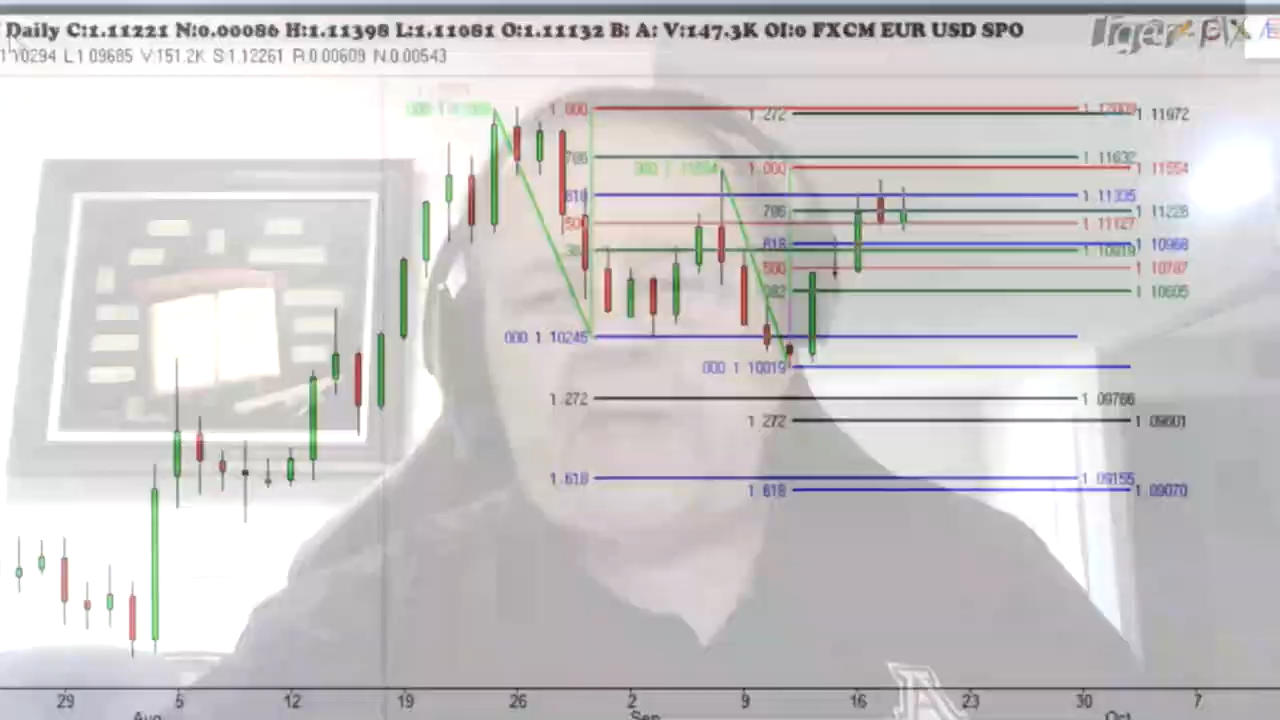 Daily C:1.11221 N:0.00086 H:1.11398 L:1.11081 O:1.11132 B: A: V:147.3K OI:0 FXCM EUR USD SPO
L 1.09685 V:151.2K S 1.12261 R 0.00609 N 0.00543
1.000
1.272 1 11972
786 1 11632
1.000 1 11554
618 1 11335
786 1 11228
500 1 11127
618 1 10968
500 1 10787
382 1 10605
000 1 10245
000 1 10019
1.272 1 09766
1.272 1 09601
1.618 1 09155
1 618 1 09070
29 5 12 19 26 2 9 16 23 30 7
Aug Sep Oct